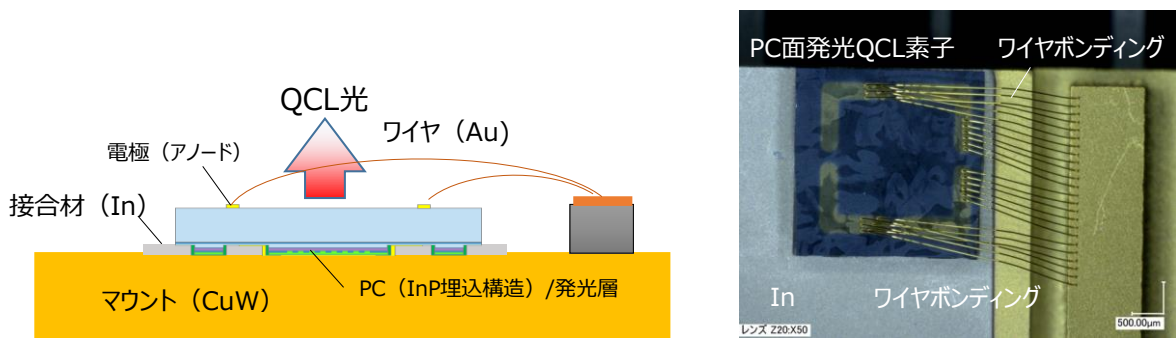 QCL光
ワイヤ（Au)
電極（アノード）
接合材（In）
マウント（CuW）
PC（InP埋込構造）/発光層
PC面発光QCL素子
ワイヤボンディング
In
ワイヤボンディング
500.00μm
レンズ Z20:X50